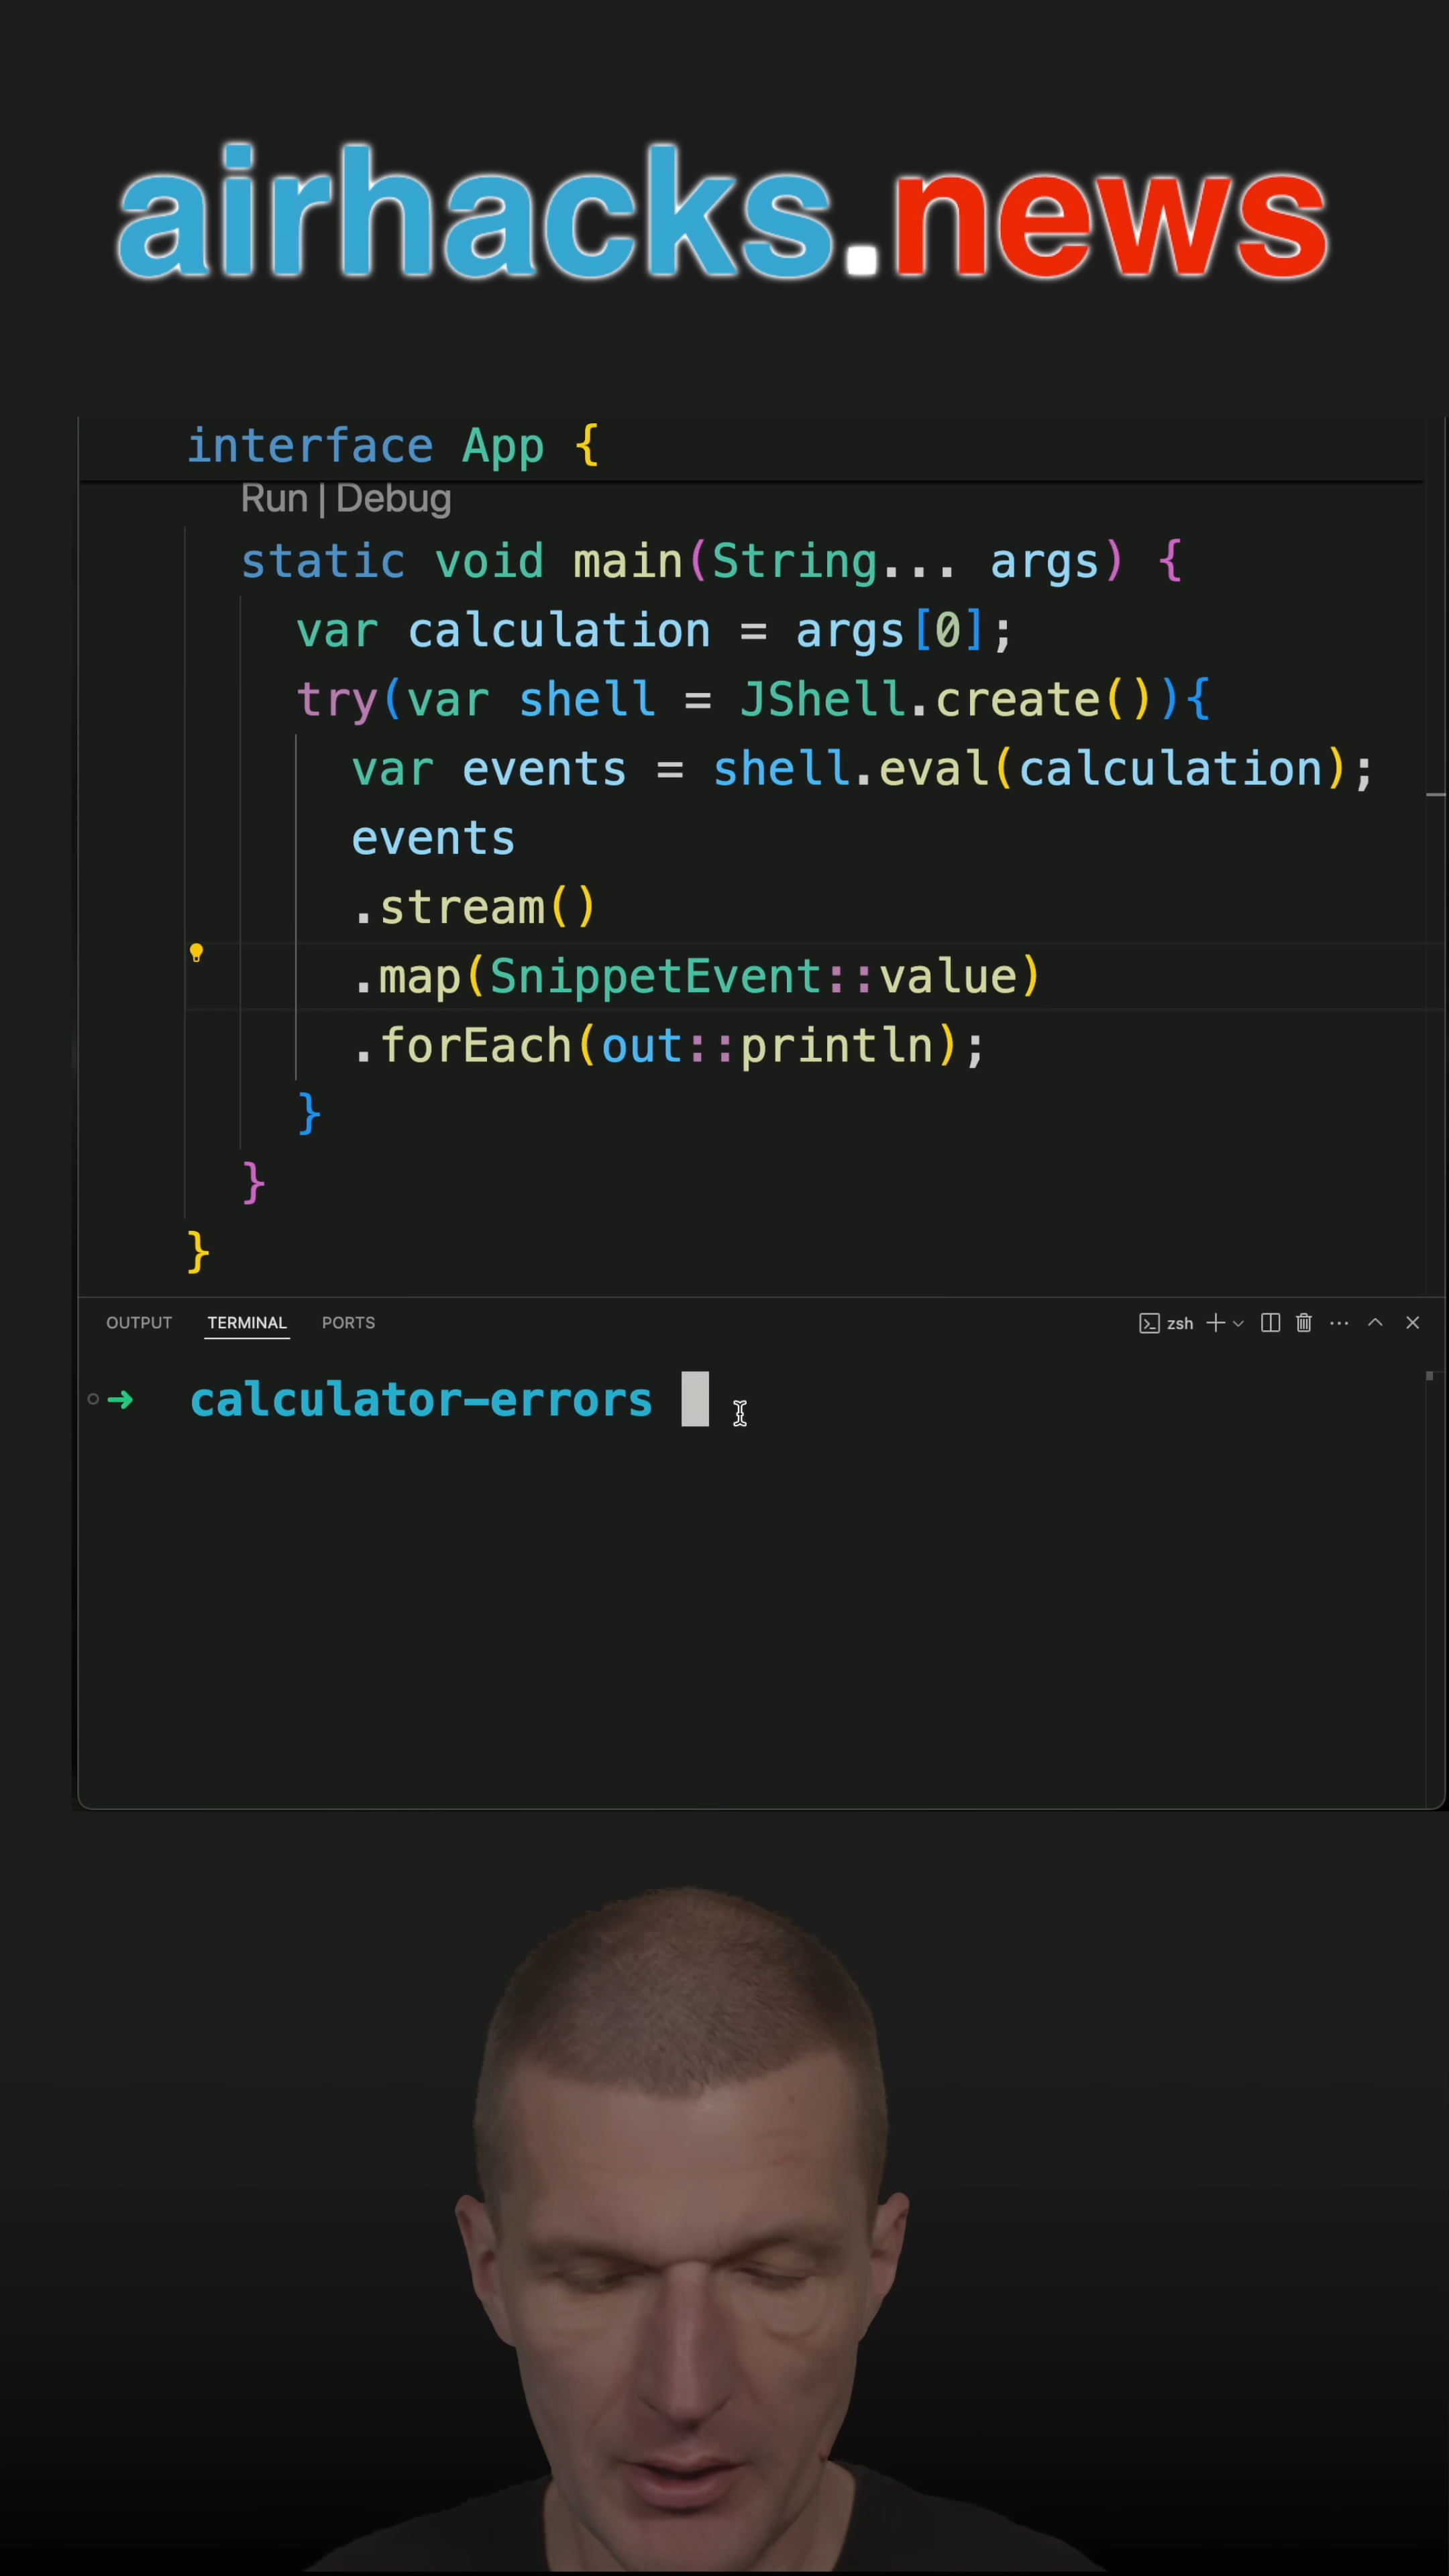 airhacks.news
interface App {
Run | Debug
static void main(String... args) {
var calculation = args[0];
try(var shell = JShell.create()){
var events = shell.eval(calculation);
events
.stream()
.map(SnippetEvent::value)
.forEach(out::println);
}
}
}
OUTPUT TERMINAL PORTS zsh
calculator-errors